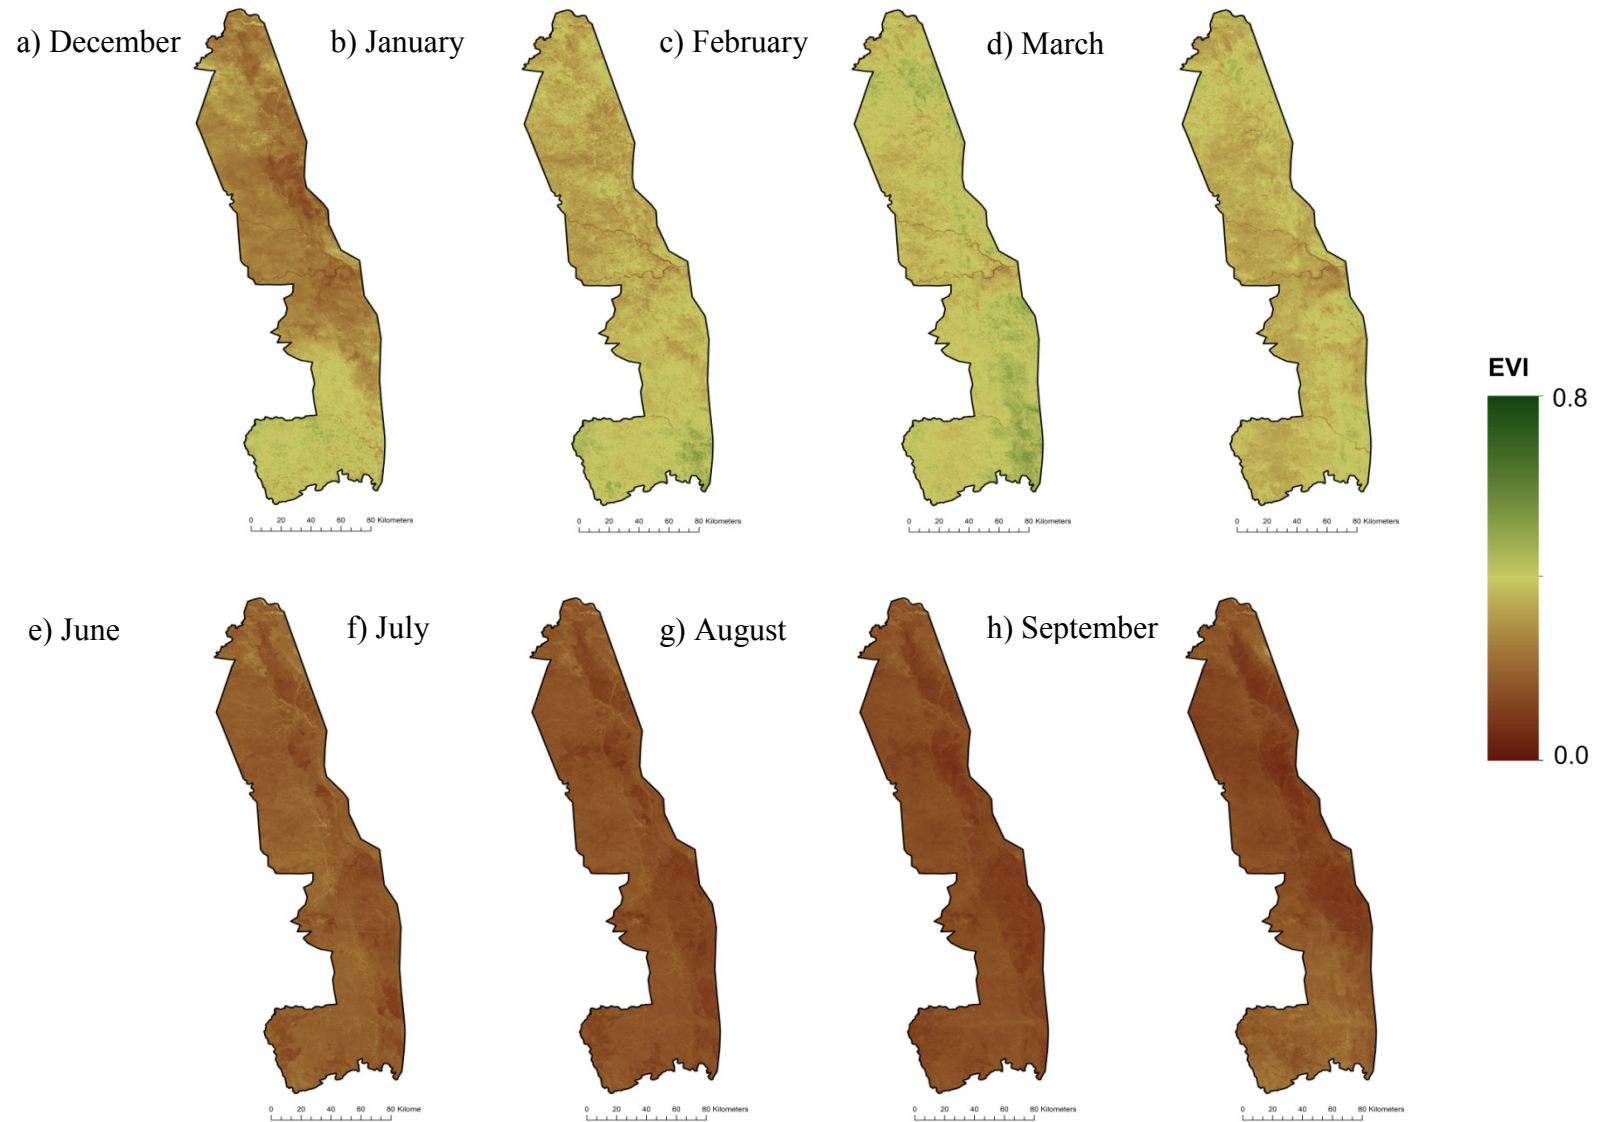 a) December
b) January
c) February
d) March
0 20 40 60 80 Kilometers
0 20 40 60 80 Kilometers
0 20 40 60 80 Kilometers
0 20 40 60 80 Kilometers
EVI
0.8
0.0
e) June
f) July
g) August
h) September
0 20 40 60 80 Kilome
0 20 40 60 80 Kilometers
0 20 40 60 80 Kilometers
0 20 40 60 80 Kilometers